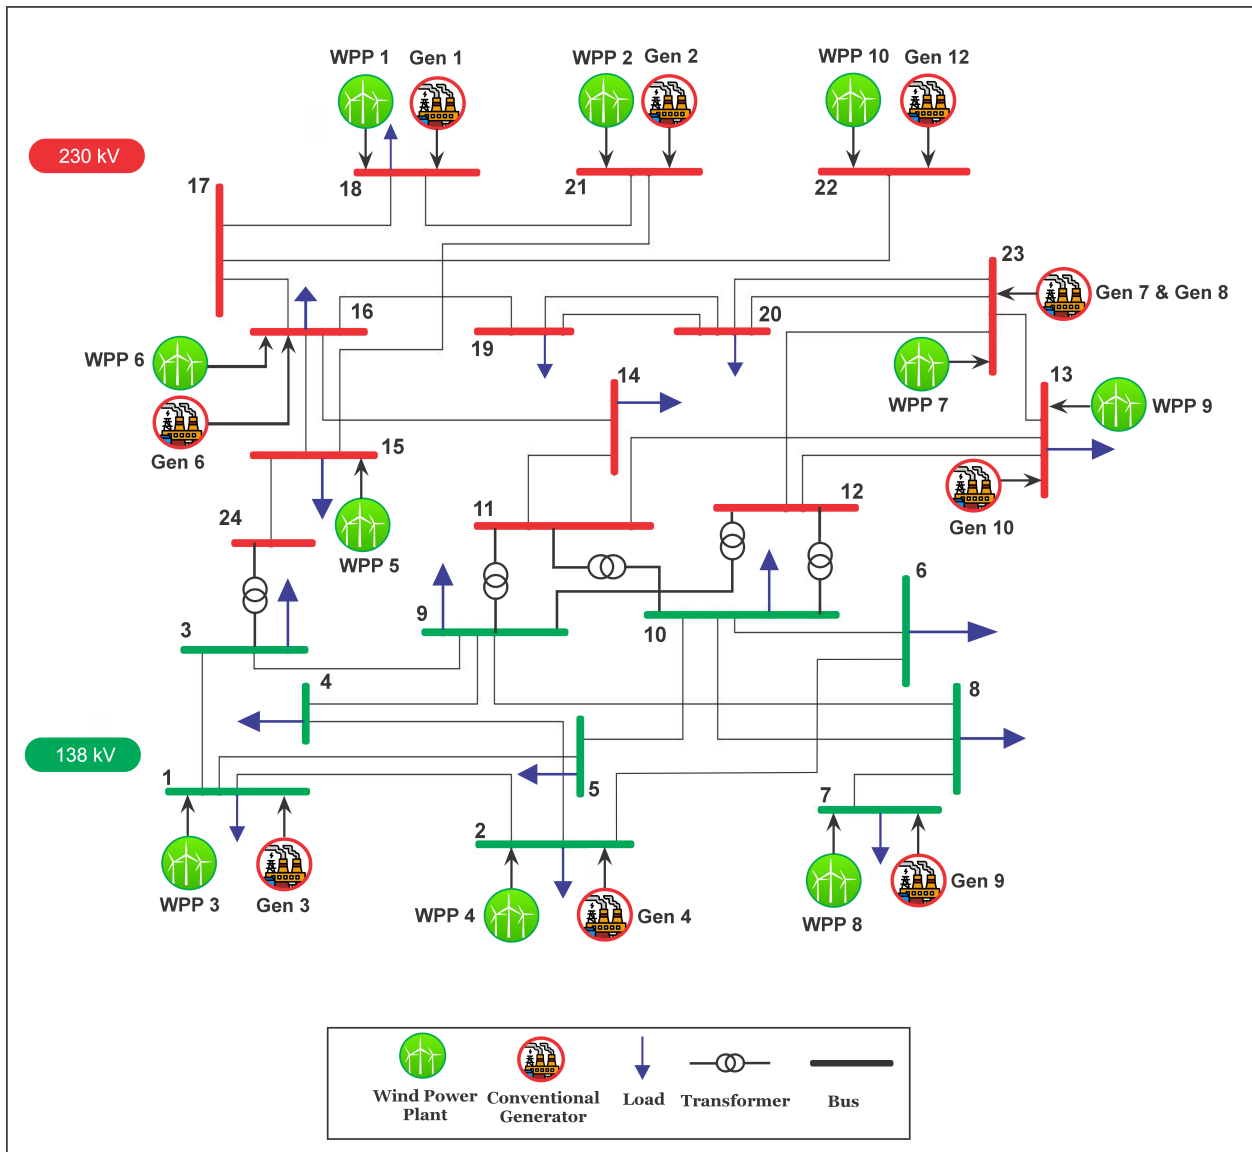 WPP 1
Gen 1
WPP 2
Gen 2
WPP 10
Gen 12
230 kV
17
18
21
22
23
Gen 7 & Gen 8
16
19
20
WPP 6
14
13
WPP 7
WPP 9
Gen 6
15
Gen 10
12
11
24
WPP 5
6
9
10
3
4
8
138 kV
1
5
7
2
WPP 3
Gen 3
WPP 4
Gen 4
Gen 9
WPP 8
Wind Power
Plant
Conventional
Generator
Load
Transformer
Bus